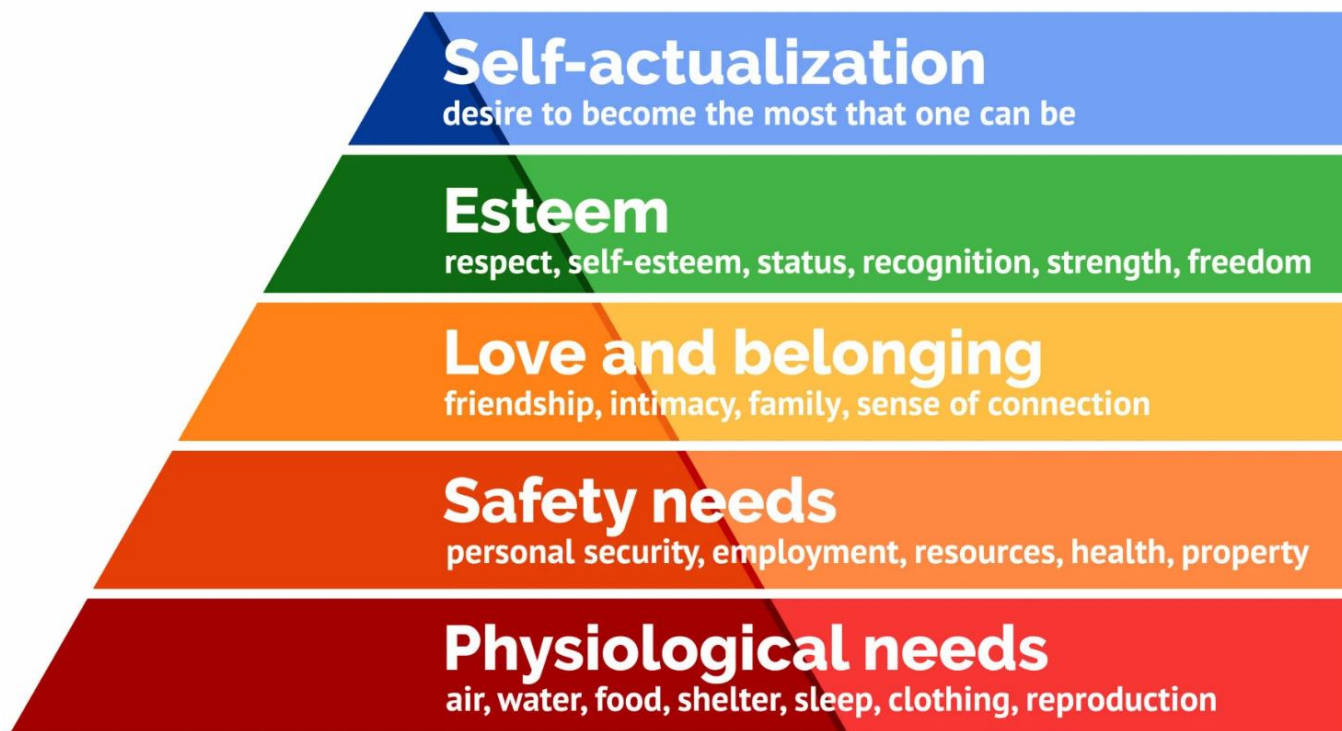 Self-actualization
desire to become the most that one can be
Esteem
respect, self-esteem, status, recognition, strength, freedom
Love and belonging
friendship, intimacy, family, sense of connection
Safety needs
personal security, employment, resources, health, property
Physiological needs
air, water, food, shelter, sleep, clothing, reproduction